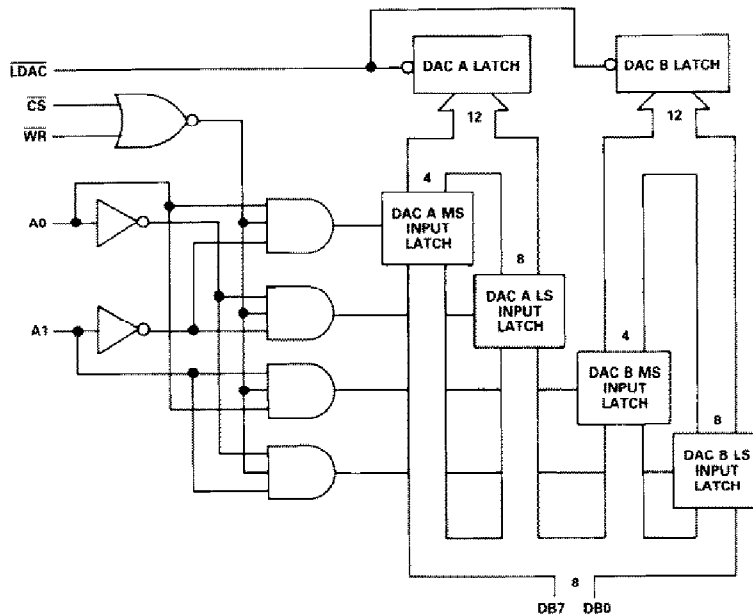 LDAC
DAC A LATCH
DAC B LATCH
CS
12
12
WR
4
A0
DAC A MS
INPUT
LATCH
8
DAC A LS
INPUT
LATCH
A1
4
DAC B MS
INPUT
LATCH
8
DAC B LS
INPUT
LATCH
8
DB7 DB0